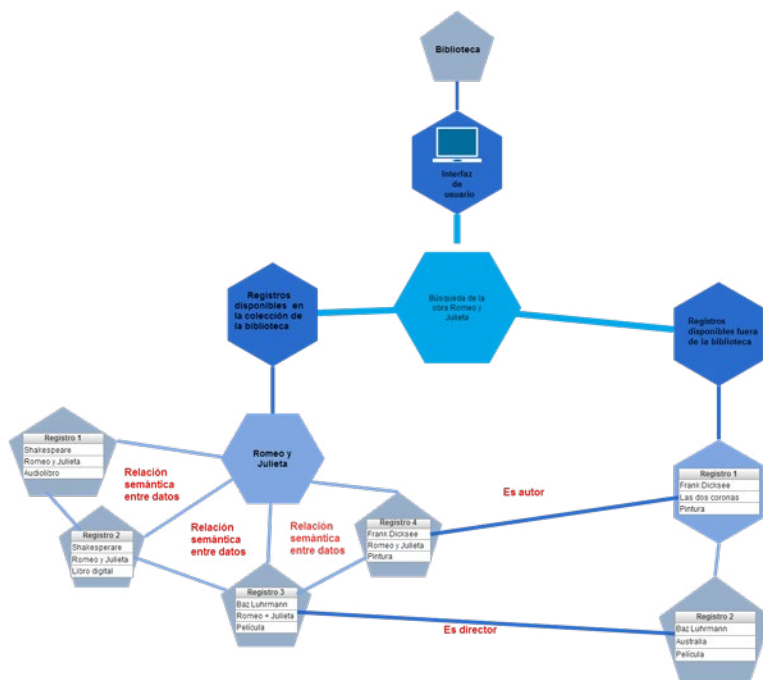 Biblioteca
Interfaz
de
usuario
Búsqueda de la
obra Romeo y
Julieta
Registros
disponibles en
la colección de
la biblioteca
Registros
disponibles fuera
de la biblioteca
Romeo y
Julieta
Registro 1
Shakespeare
Romeo y Julieta
Audiolibro
Relación
semàntica
entre datos
Registro 2
Shakesperare
Romeo y Julieta
Libro digital
Relación
semàntica
entre datos
Relación
semàntica
entre datos
Registro 3
Baz Luhrmann
Romeo + Julieta
Película
Registro 4
Frank Dicksee
Romeo y Julieta
Pintura
Es autor
Registro 1
Frank Dicksee
Las dos coronas
Pintura
Es director
Registro 2
Baz Luhrmann
Australia
Película